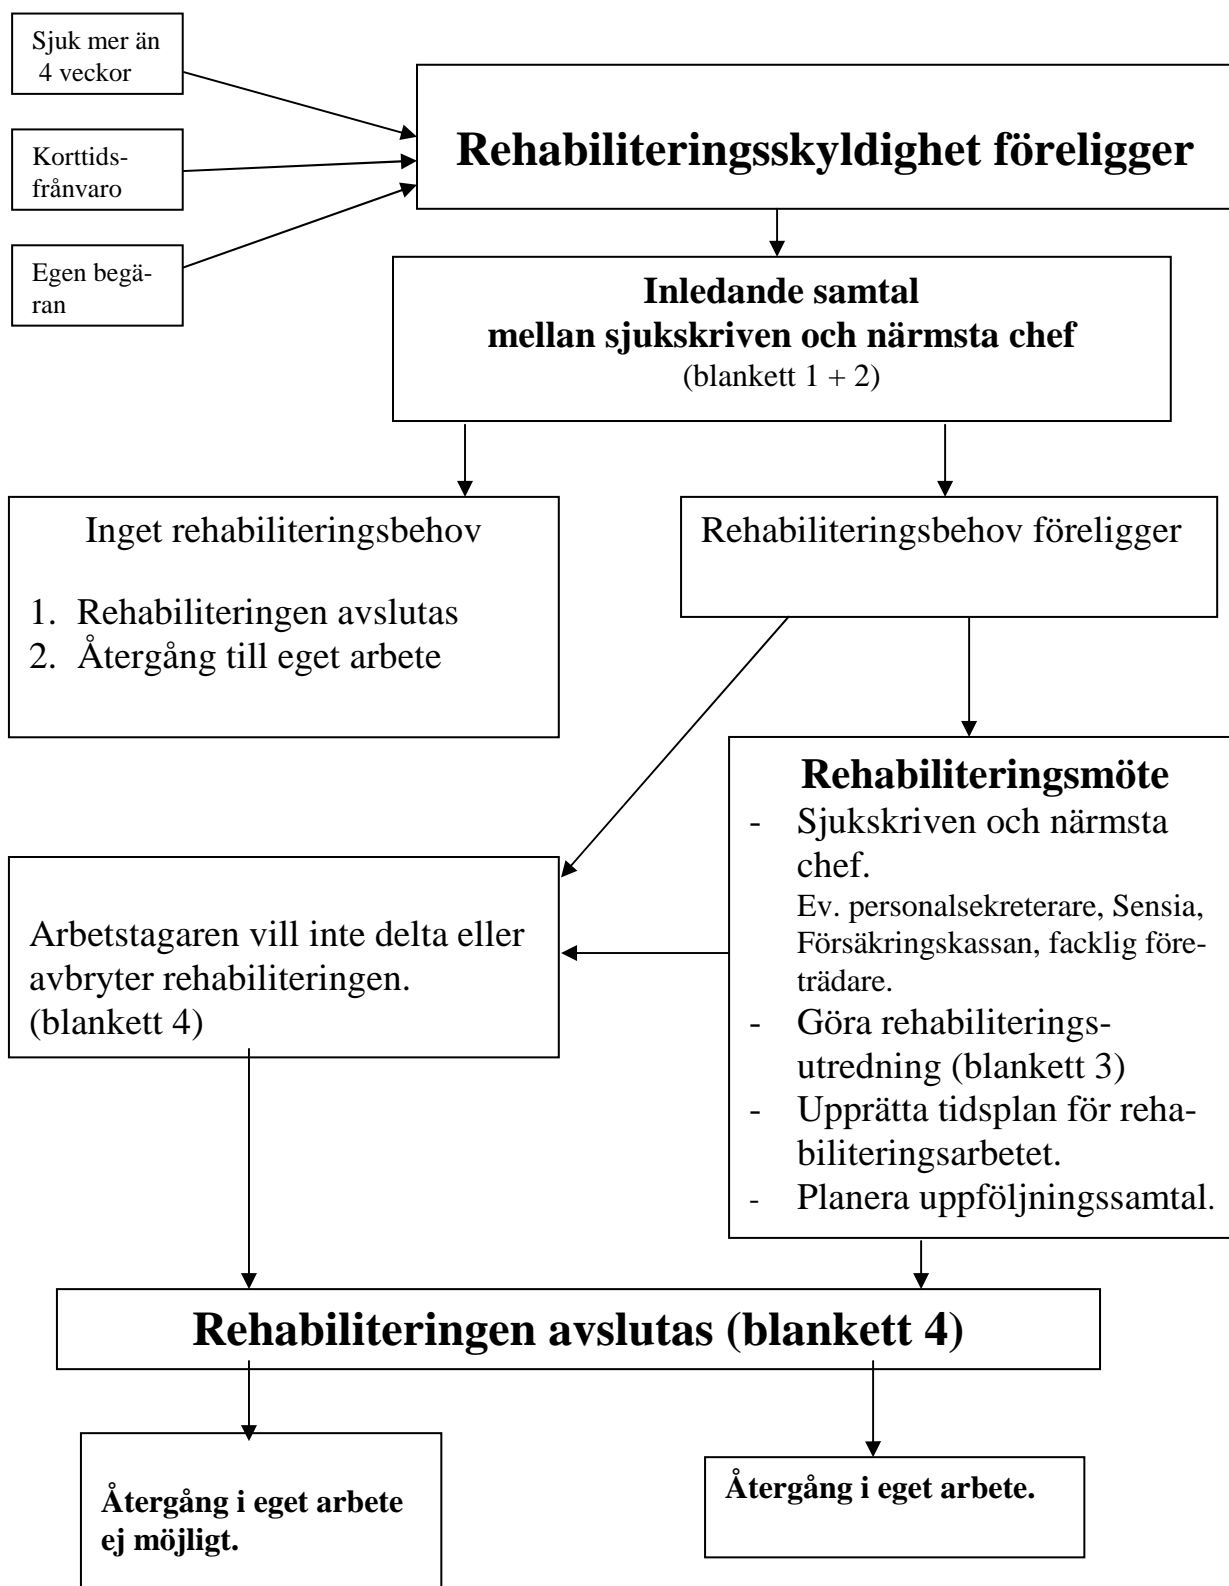 Sjuk mer än
4 veckor
Korttids-
frånvaro
Egen begä-
ran
Rehabiliteringsskyldighet föreligger
Inledande samtal
mellan sjukskriven och närmsta chef
(blankett 1 + 2)
Inget rehabiliteringsbehov
1. Rehabiliteringen avslutas
2. Återgång till eget arbete
Rehabiliteringsbehov föreligger
Rehabiliteringsmöte
- Sjukskriven och närmsta
chef.
Ev. personalsekreterare, Sensia,
Försäkringskassan, facklig före-
trädare.
- Göra rehabiliterings-
utredning (blankett 3)
- Upprätta tidsplan för reha-
biliteringsarbetet.
- Planera uppföljningssamtal.
Arbetstagaren vill inte delta eller
avbryter rehabiliteringen.
(blankett 4)
Rehabiliteringen avslutas (blankett 4)
Återgång i eget arbete
ej möjligt.
Återgång i eget arbete.